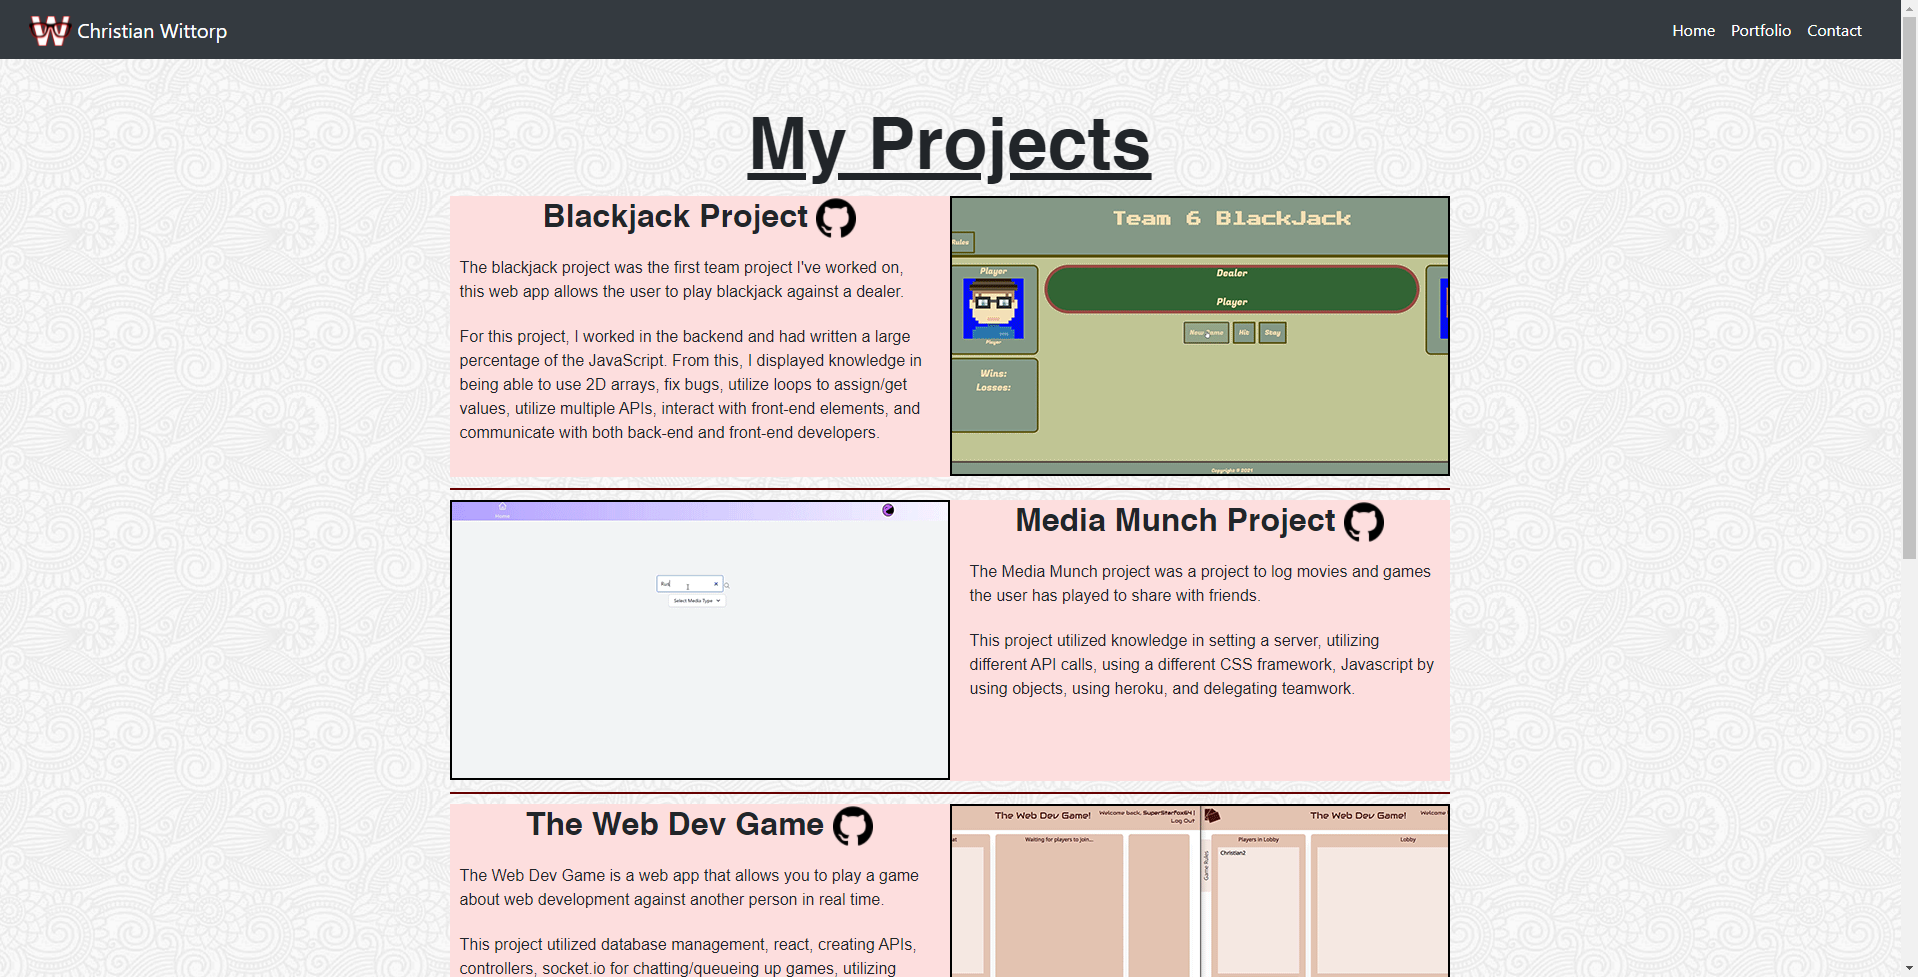 Christian Wittorp
Home Portfolio Contact
My Projects
Blackjack Project
The blackjack project was the first team project I've worked on,
this web app allows the user to play blackjack against a dealer.
For this project, I worked in the backend and had written a large
percentage of the JavaScript. From this, I displayed knowledge in
being able to use 2D arrays, fix bugs, utilize loops to assign/get
values, utilize multiple APIs, interact with front-end elements, and
communicate with both back-end and front-end developers.
Team 6 BlackJack
Rules
Player
Player
Wins:
Losses:
Dealer
Player
New Game Hit Stay
Copyright © 2021
Home
Rus
Select Media Type
Media Munch Project
The Media Munch project was a project to log movies and games
the user has played to share with friends.
This project utilized knowledge in setting a server, utilizing
different API calls, using a different CSS framework, Javascript by
using objects, using heroku, and delegating teamwork.
The Web Dev Game
The Web Dev Game is a web app that allows you to play a game
about web development against another person in real time.
This project utilized database management, react, creating APIs,
controllers, socket.io for chatting/queueing up games, utilizing
The Web Dev Game!
Welcome back, SuperStarfox64 |
Log Out
at
Waiting for players to join...
The Web Dev Game!
Welcome
Game Rules
Players in Lobby
Christian2
Lobby